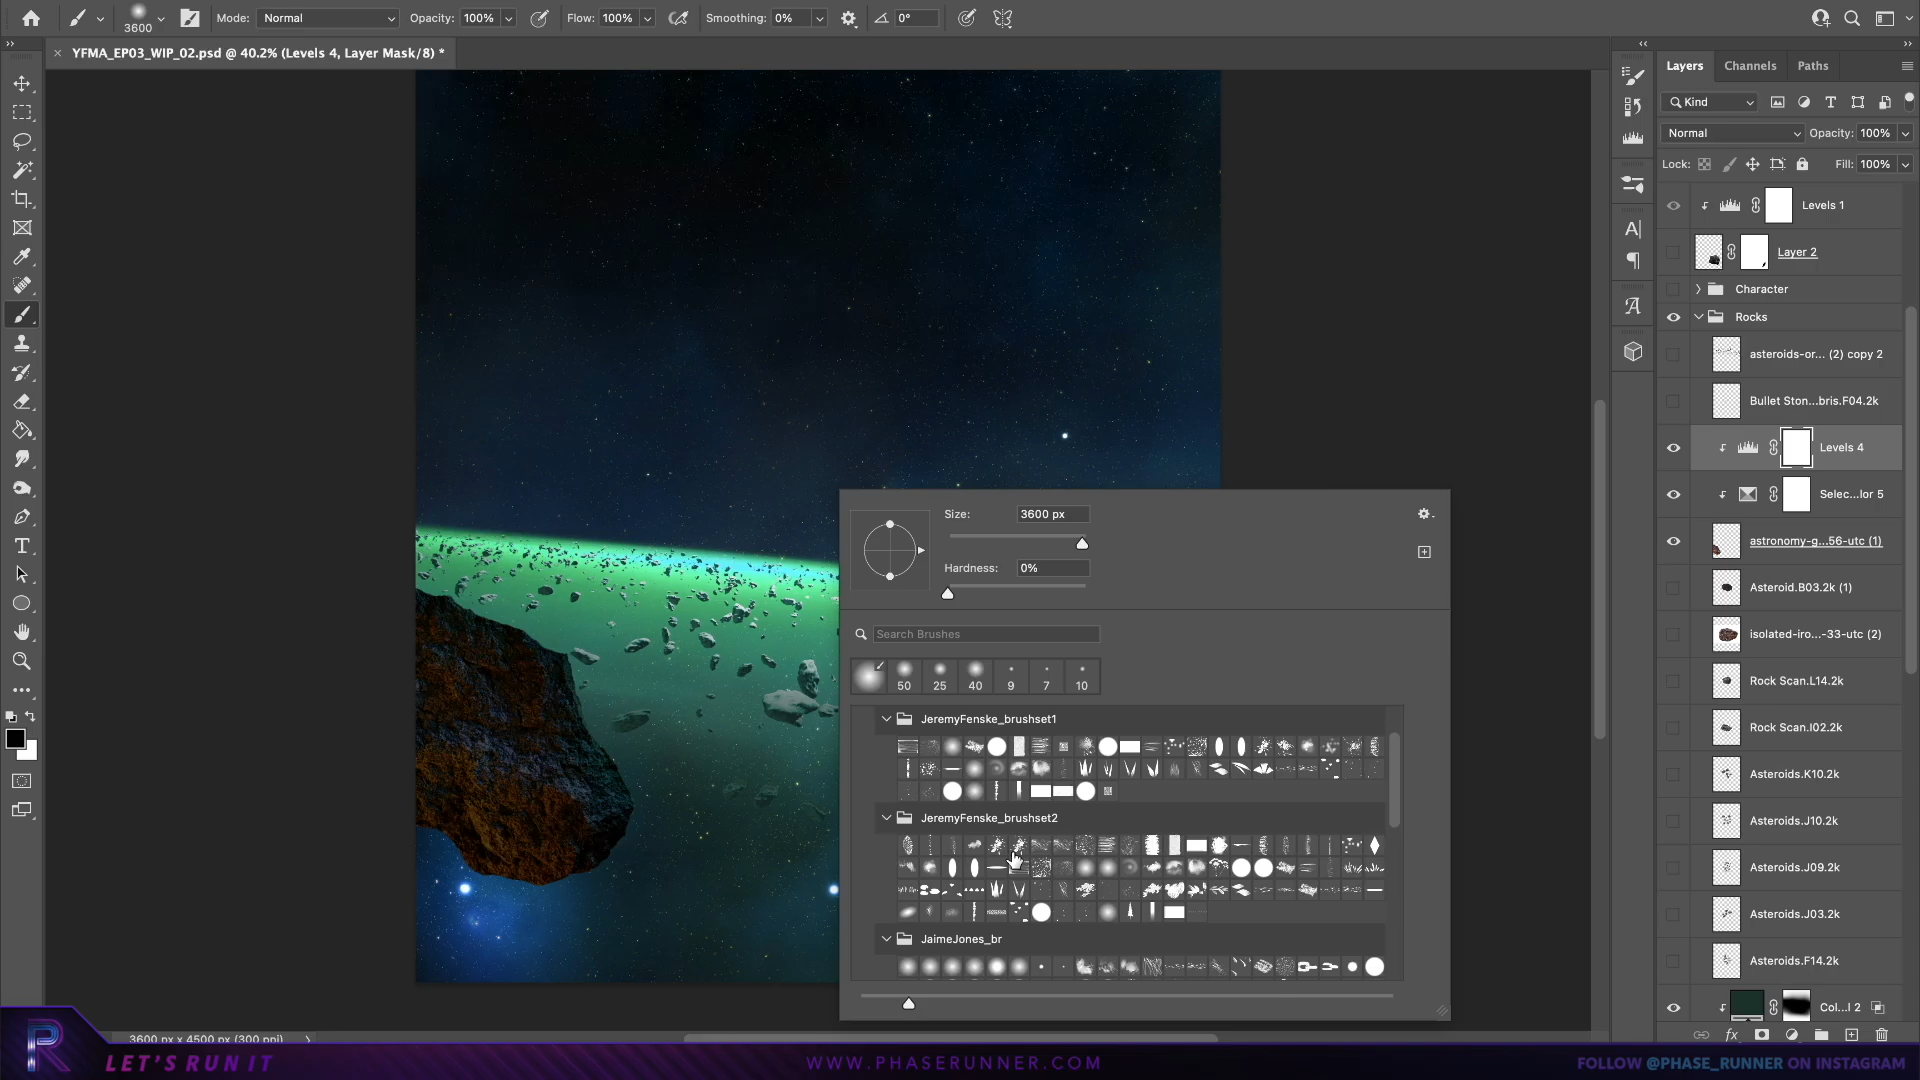 3600
Mode:
Normal
Opacity:
100%
Flow:
100%
Smoothing:
0%
0°
YFMA_EP03_WIP_02.psd @ 40.2% (Levels 4, Layer Mask/8) *
Layers
Channels
Paths
Kind
Normal
Opacity:
100%
Lock:
Fill:
100%
Levels 1
Layer 2
Character
Rocks
asteroids-or... (2) copy 2
Bullet Ston...bris.F04.2k
Levels 4
Selec...lor 5
astronomy-g...56-utc (1)
Asteroid.B03.2k (1)
isolated-iro...-33-utc (2)
Rock Scan.L14.2k
Rock Scan.I02.2k
Asteroids.K10.2k
Asteroids.J10.2k
Asteroids.J09.2k
Asteroids.J03.2k
Asteroids.F14.2k
Col...l 2
Size:
3600 px
Hardness:
0%
Search Brushes
50
25
40
9
7
10
JeremyFenske_brushset1
JeremyFenske_brushset2
JaimeJones_br
3600 px x 4500 px (300 ppi)
LET'S RUN IT
WWW.PHASERUNNER.COM
FOLLOW @PHASE_RUNNER ON INSTAGRAM